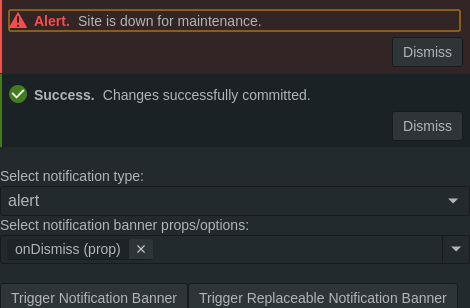 Alert. Site is down for maintenance.
Dismiss
Success. Changes successfully committed.
Dismiss
Select notification type:
alert
Select notification banner props/options:
onDismiss (prop)
Trigger Notification Banner Trigger Replaceable Notification Banner